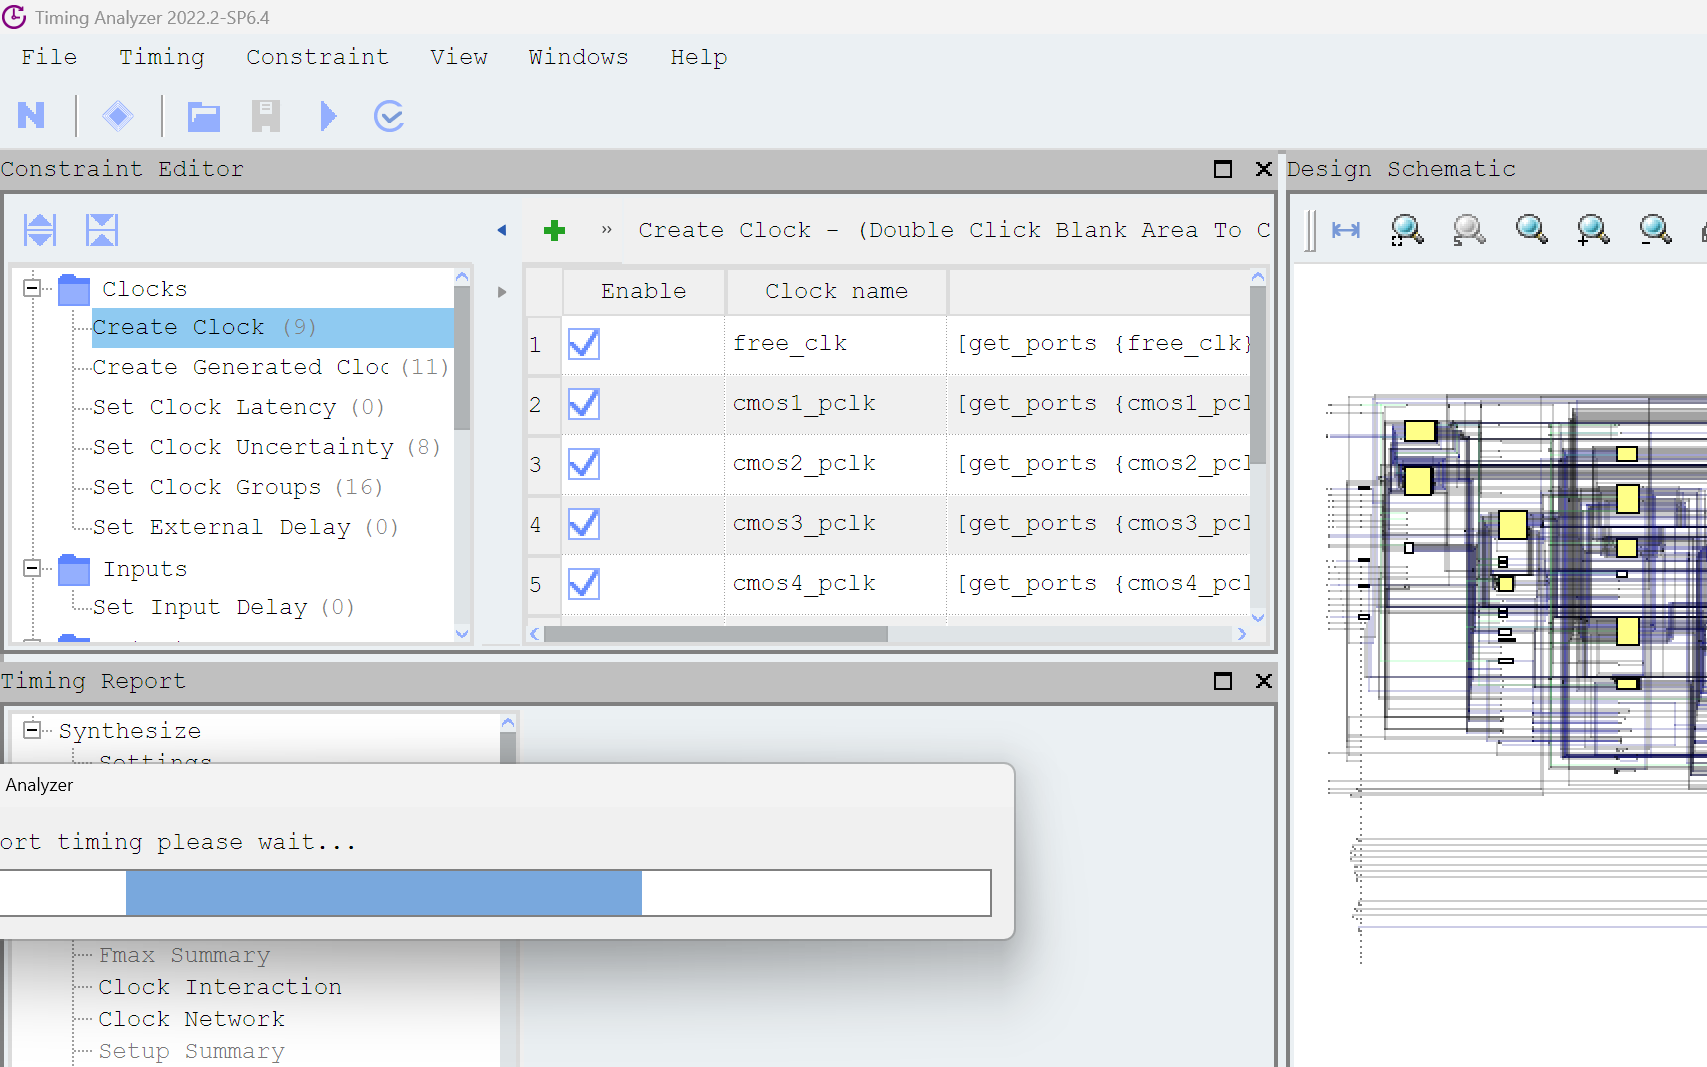 Timing Analyzer 2022.2-SP6.4
File Timing Constraint View Windows Help
Constraint Editor
Clocks
Create Clock (9)
Create Generated Cloc (11)
Set Clock Latency (0)
Set Clock Uncertainty (8)
Set Clock Groups (16)
Set External Delay (0)
Inputs
Set Input Delay (0)
» Create Clock - (Double Click Blank Area To C
Enable Clock name
1 free_clk [get_ports {free_clk}
2 cmos1_pclk [get_ports {cmos1_pcl
3 cmos2_pclk [get_ports {cmos2_pcl
4 cmos3_pclk [get_ports {cmos3_pcl
5 cmos4_pclk [get_ports {cmos4_pcl
Design Schematic
Timing Report
Synthesize
Settings
Analyzer
ort timing please wait...
Fmax Summary
Clock Interaction
Clock Network
Setup Summary